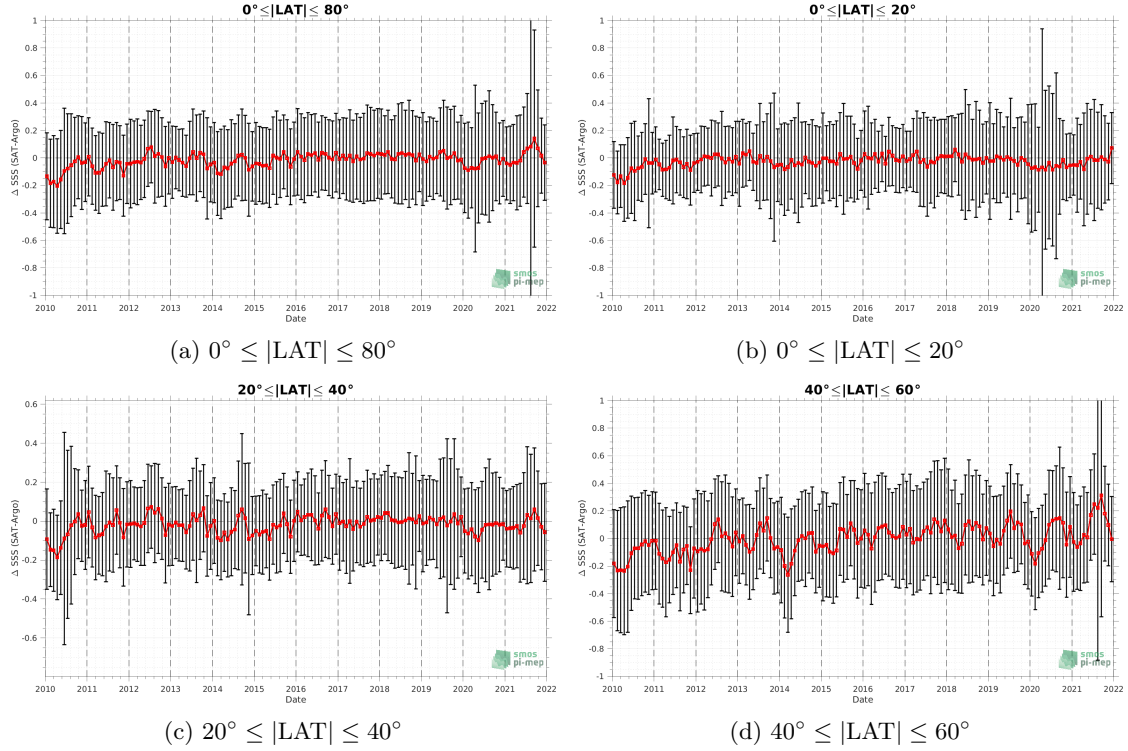 0°≤|LAT|≤ 80°
1
0.8
0.6
0.4
0.2
0
-0.2
-0.4
-0.6
-0.8
-1
Δ SSS (SAT-Argo)
2010 2011 2012 2013 2014 2015 2016 2017 2018 2019 2020 2021 2022
Date
smos
pi-mep
(a) 0° ≤ |LAT| ≤ 80°
0°≤|LAT|≤ 20°
1
0.8
0.6
0.4
0.2
0
-0.2
-0.4
-0.6
-0.8
-1
Δ SSS (SAT-Argo)
2010 2011 2012 2013 2014 2015 2016 2017 2018 2019 2020 2021 2022
Date
smos
pi-mep
(b) 0° ≤ |LAT| ≤ 20°
20°≤|LAT|≤ 40°
0.6
0.4
0.2
0
-0.2
-0.4
-0.6
Δ SSS (SAT-Argo)
2010 2011 2012 2013 2014 2015 2016 2017 2018 2019 2020 2021 2022
Date
smos
pi-mep
(c) 20° ≤ |LAT| ≤ 40°
40°≤|LAT|≤ 60°
1
0.8
0.6
0.4
0.2
0
-0.2
-0.4
-0.6
-0.8
-1
Δ SSS (SAT-Argo)
2010 2011 2012 2013 2014 2015 2016 2017 2018 2019 2020 2021 2022
Date
smos
pi-mep
(d) 40° ≤ |LAT| ≤ 60°